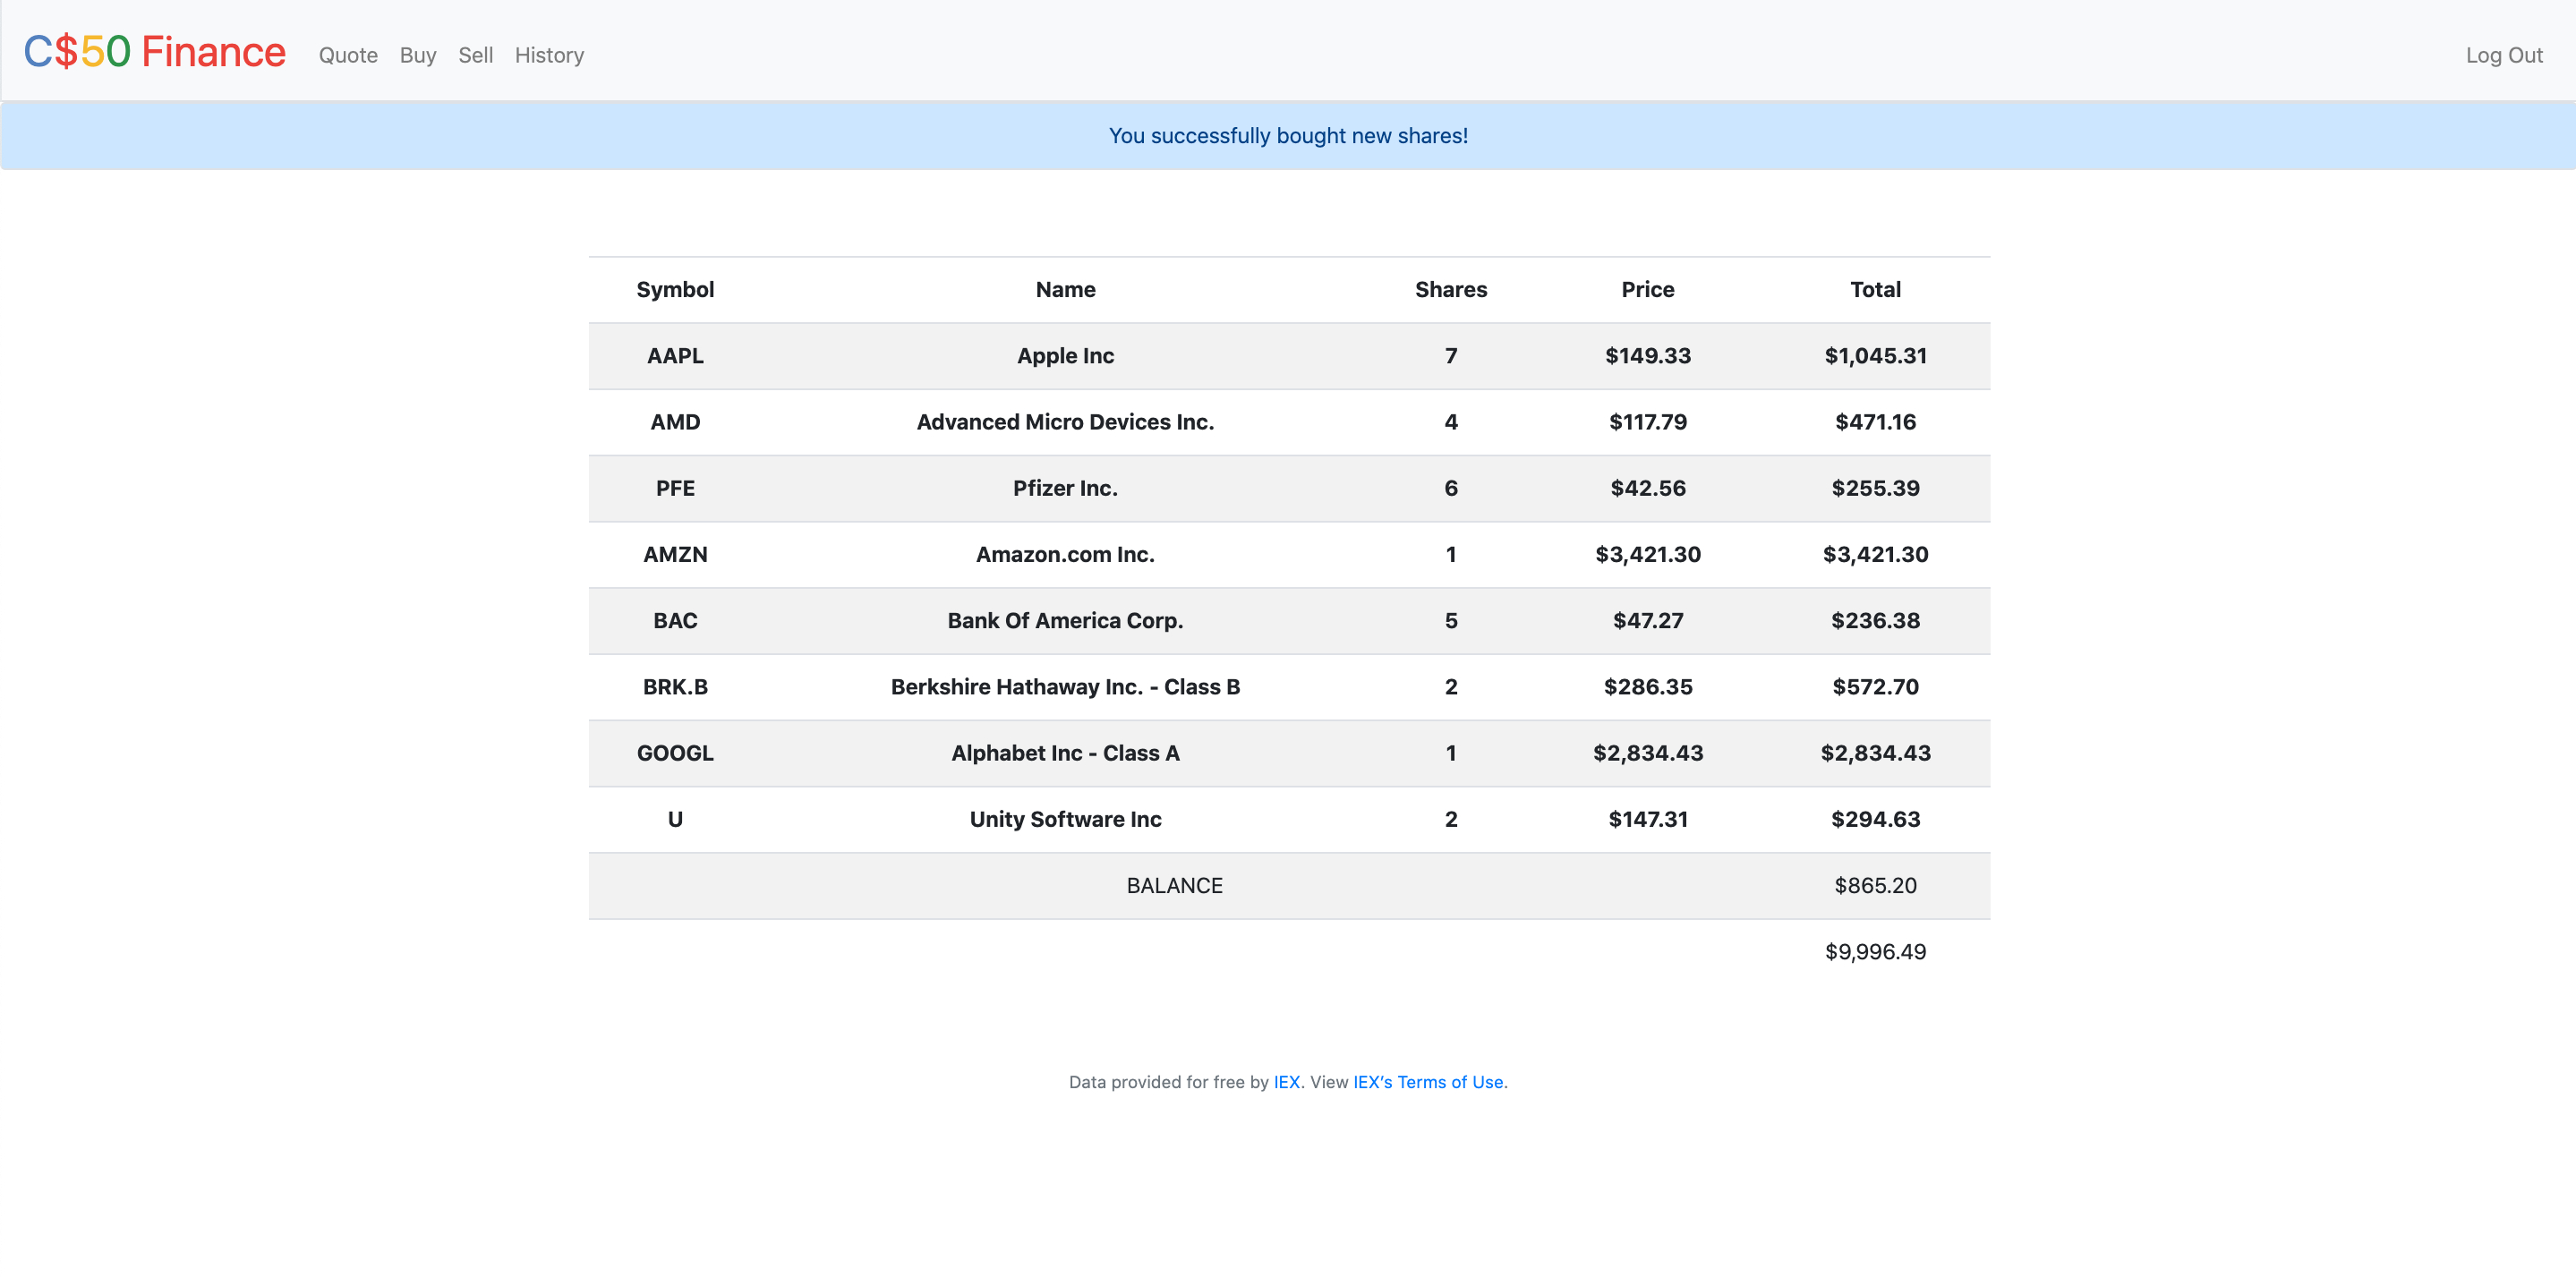 C$50 Finance Quote Buy Sell History Log Out
You successfully bought new shares!
Symbol Name Shares Price Total
AAPL Apple Inc 7 $149.33 $1,045.31
AMD Advanced Micro Devices Inc. 4 $117.79 $471.16
PFE Pfizer Inc. 6 $42.56 $255.39
AMZN Amazon.com Inc. 1 $3,421.30 $3,421.30
BAC Bank Of America Corp. 5 $47.27 $236.38
BRK.B Berkshire Hathaway Inc. - Class B 2 $286.35 $572.70
GOOGL Alphabet Inc - Class A 1 $2,834.43 $2,834.43
U Unity Software Inc 2 $147.31 $294.63
BALANCE $865.20
$9,996.49
Data provided for free by IEX. View IEX’s Terms of Use.